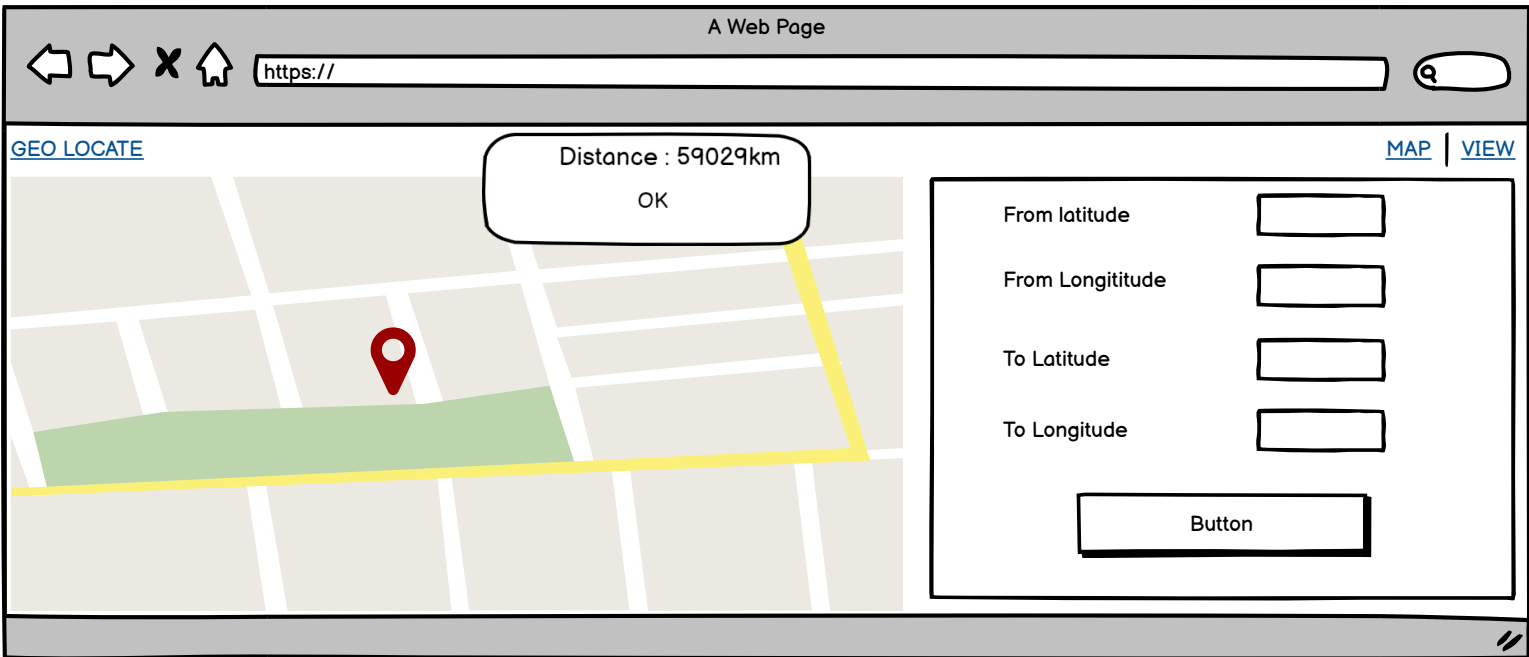 A Web Page
https://
GEO LOCATE
MAP
VIEW
Distance : 59029km
OK
From latitude
From Longititude
To Latitude
To Longitude
Button